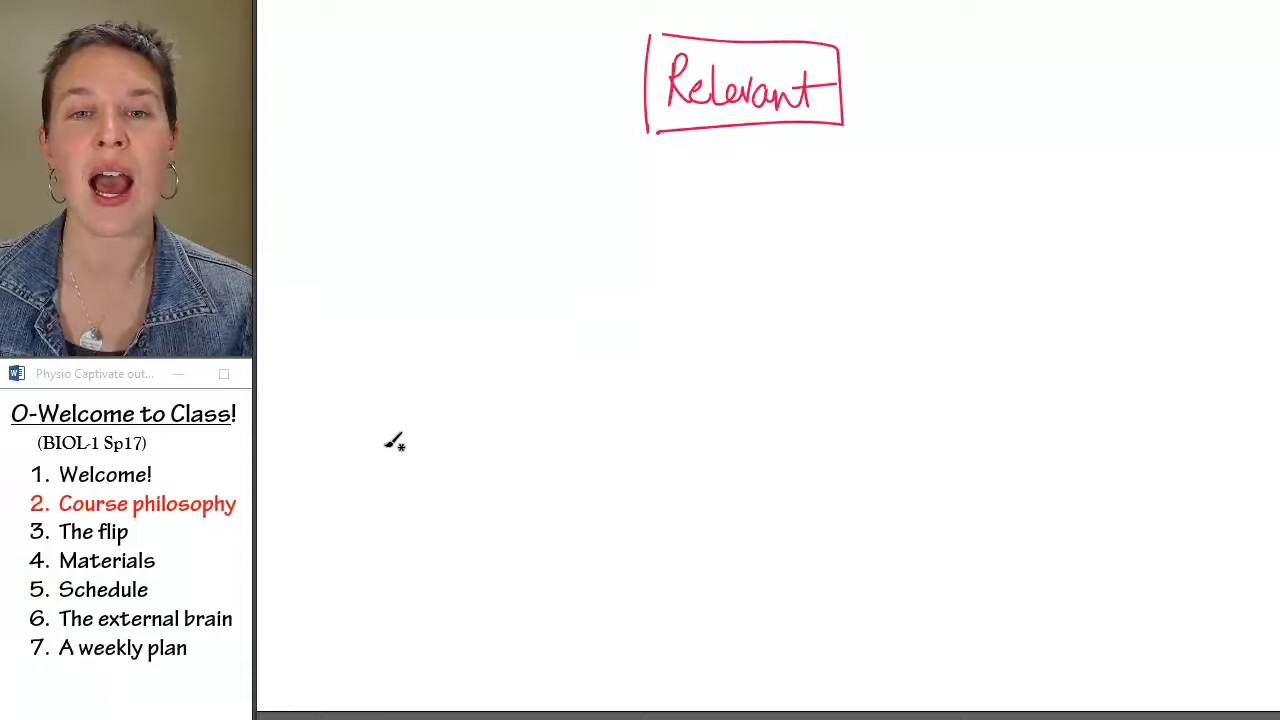 Relevant
Physio Captivate out...
0-Welcome to Class!
(BIOL-1 Sp17)
1. Welcome!
2. Course philosophy
3. The flip
4. Materials
5. Schedule
6. The external brain
7. A weekly plan